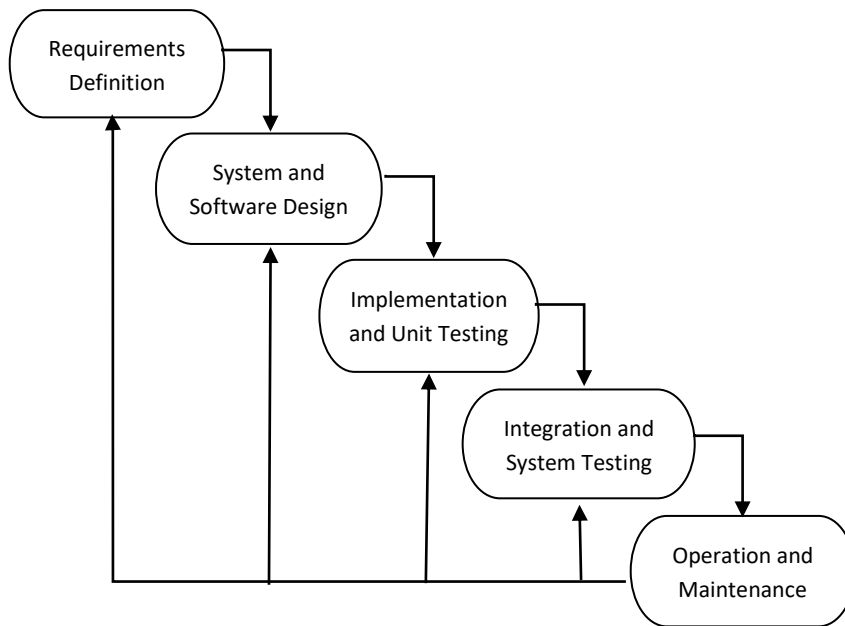 Requirements
Definition
System and
Software Design
Implementation
and Unit Testing
Integration and
System Testing
Operation and
Maintenance